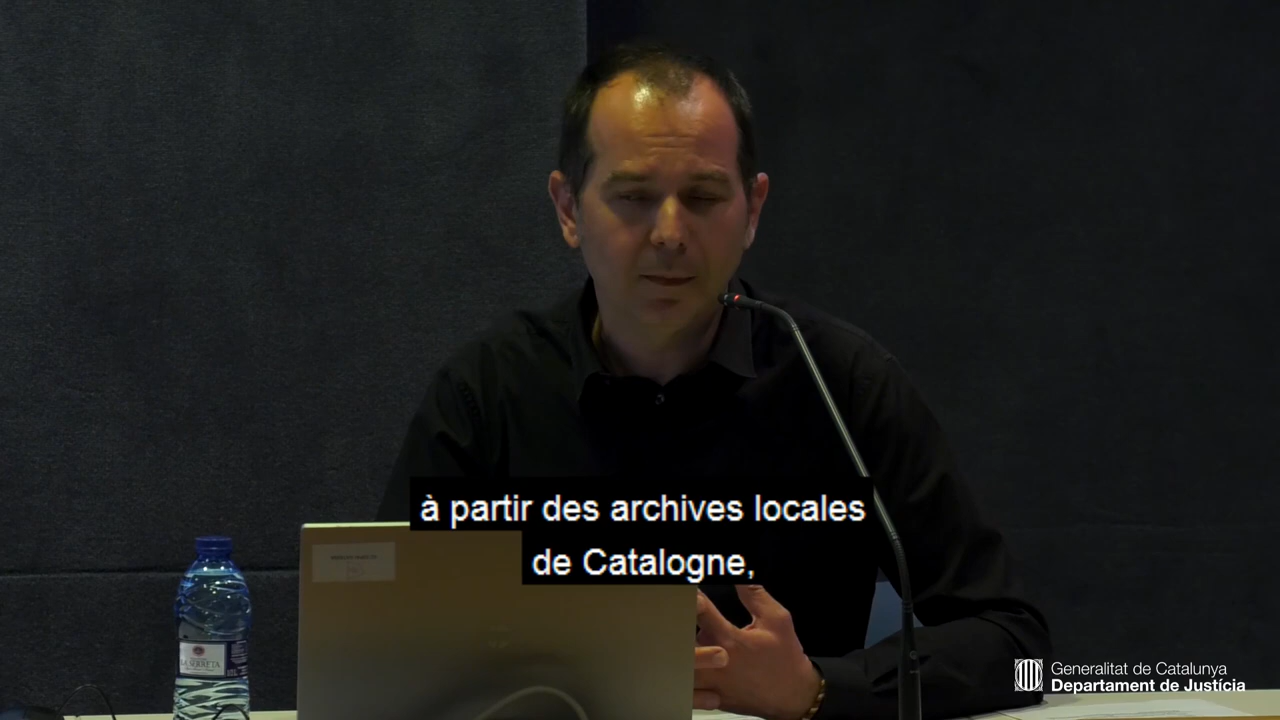 à partir des archives locales
de Catalogne,
Generalitat de Catalunya
Departament de Justícia